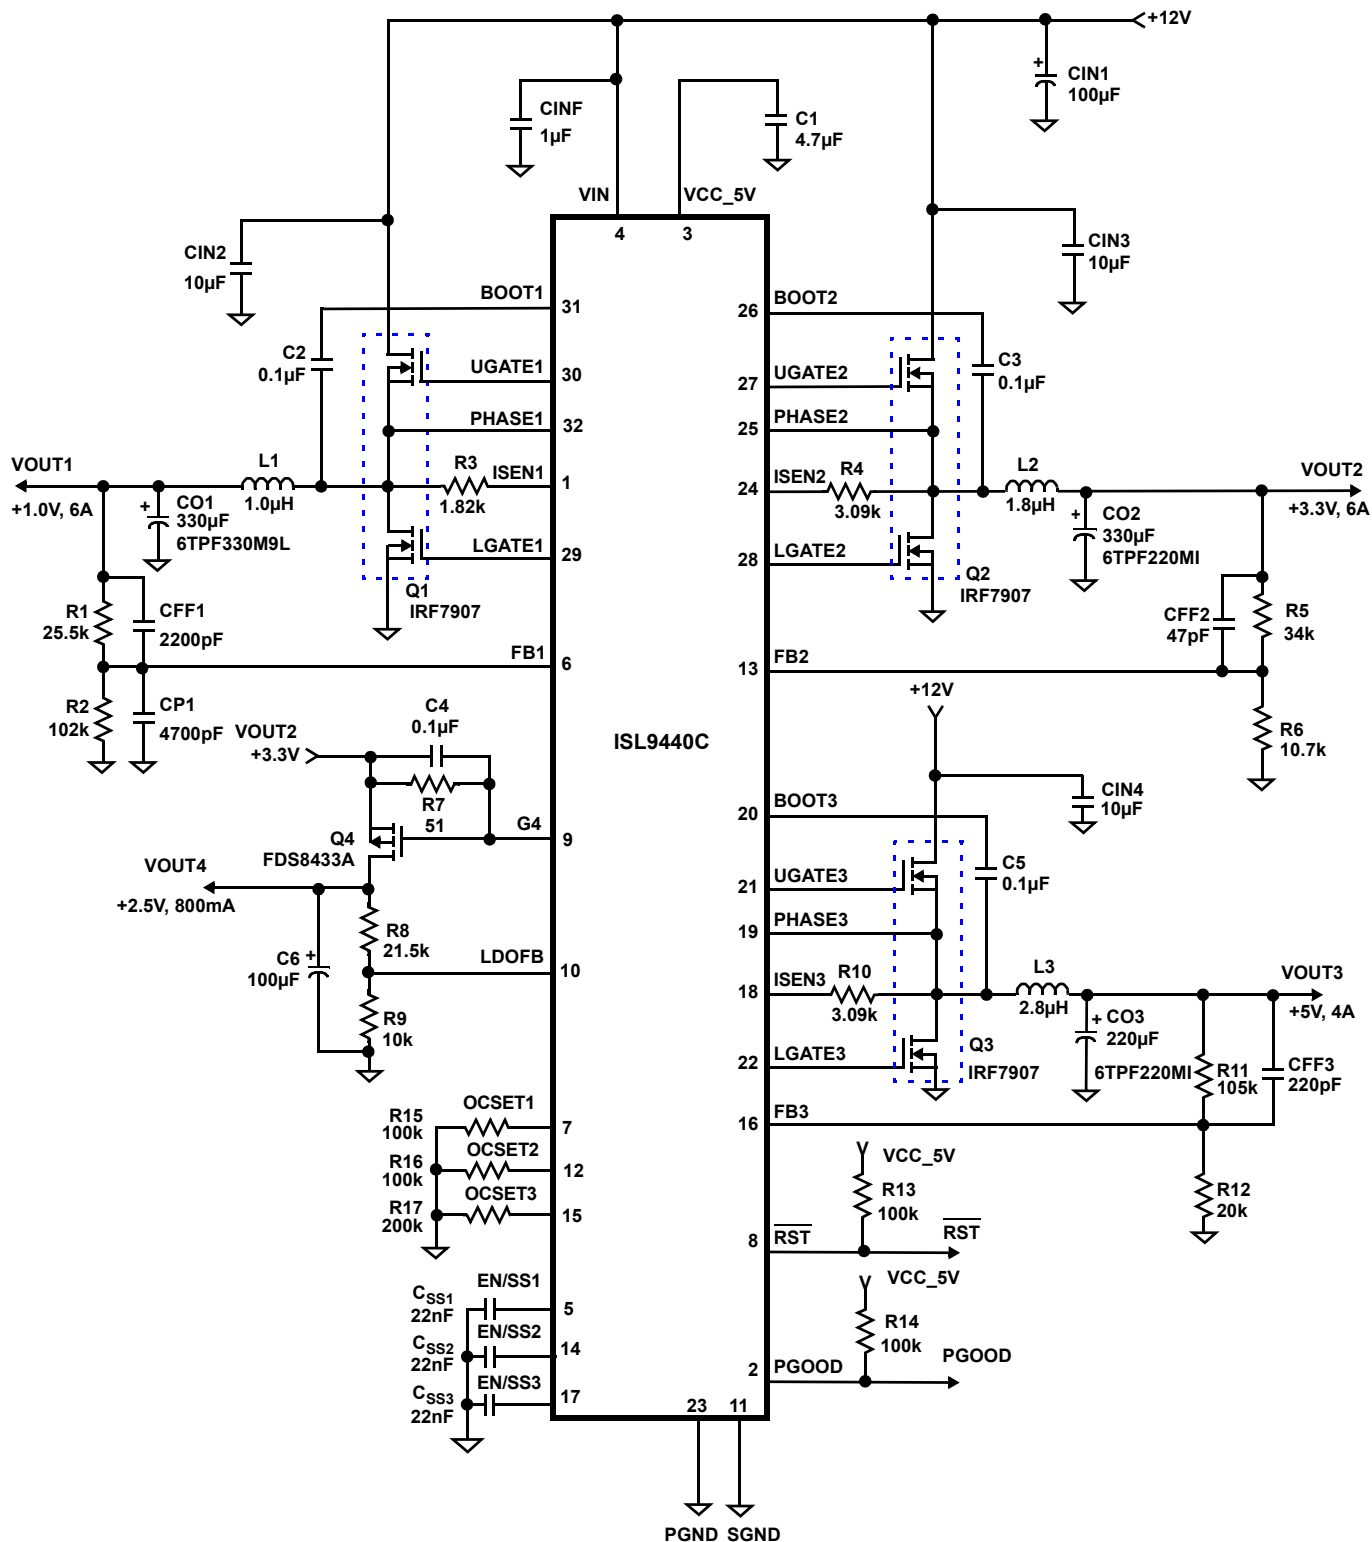 +12V
CIN1
100µF
CINF
1µF
C1
4.7µF
VIN
VCC_5V
4
3
CIN2
10µF
CIN3
10µF
BOOT1
31
26
BOOT2
C2
0.1µF
C3
0.1µF
UGATE1
30
27
UGATE2
PHASE1
32
25
PHASE2
VOUT1
+1.0V, 6A
L1
1.0µH
R3
1.82k
ISEN1
1
24
ISEN2
R4
3.09k
L2
1.8µH
VOUT2
+3.3V, 6A
CO1
330µF
6TPF330M9L
CO2
330µF
6TPF220MI
LGATE1
29
28
LGATE2
Q1
IRF7907
Q2
IRF7907
R1
25.5k
CFF1
2200pF
CFF2
47pF
R5
34k
FB1
6
13
FB2
R2
102k
CP1
4700pF
R6
10.7k
+12V
C4
0.1µF
VOUT2
+3.3V
ISL9440C
R7
51
CIN4
10µF
Q4
FDS8433A
G4
9
20
BOOT3
VOUT4
+2.5V, 800mA
C5
0.1µF
21
UGATE3
R8
21.5k
19
PHASE3
C6
100µF
LDOFB
10
18
ISEN3
R10
3.09k
L3
2.8µH
VOUT3
+5V, 4A
R9
10k
CO3
220µF
6TPF220MI
22
LGATE3
Q3
IRF7907
R11
105k
CFF3
220pF
16
FB3
R15
100k
OCSET1
7
R16
100k
OCSET2
12
R17
200k
OCSET3
15
VCC_5V
R13
100k
R12
20k
8
RST
RST
VCC_5V
R14
100k
CSS1
22nF
EN/SS1
5
CSS2
22nF
EN/SS2
14
CSS3
22nF
EN/SS3
17
2
PGOOD
PGOOD
23
11
PGND
SGND
+
+
+
+
+